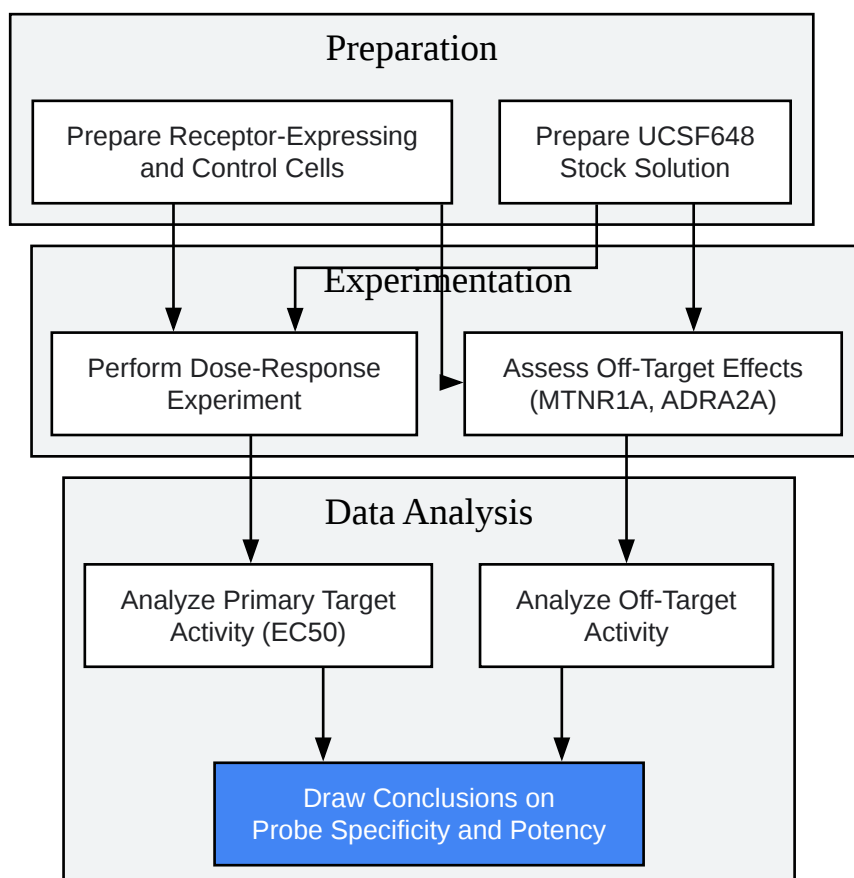 Preparation
Prepare Receptor-Expressing
and Control Cells
Prepare UCSF648
Stock Solution
Experimentation
Perform Dose-Response
Experiment
Assess Off-Target Effects
(MTNR1A, ADRA2A)
Data Analysis
Analyze Primary Target
Activity (EC50)
Analyze Off-Target
Activity
Draw Conclusions on
Probe Specificity and Potency